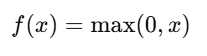 f(x) = max(0, x)